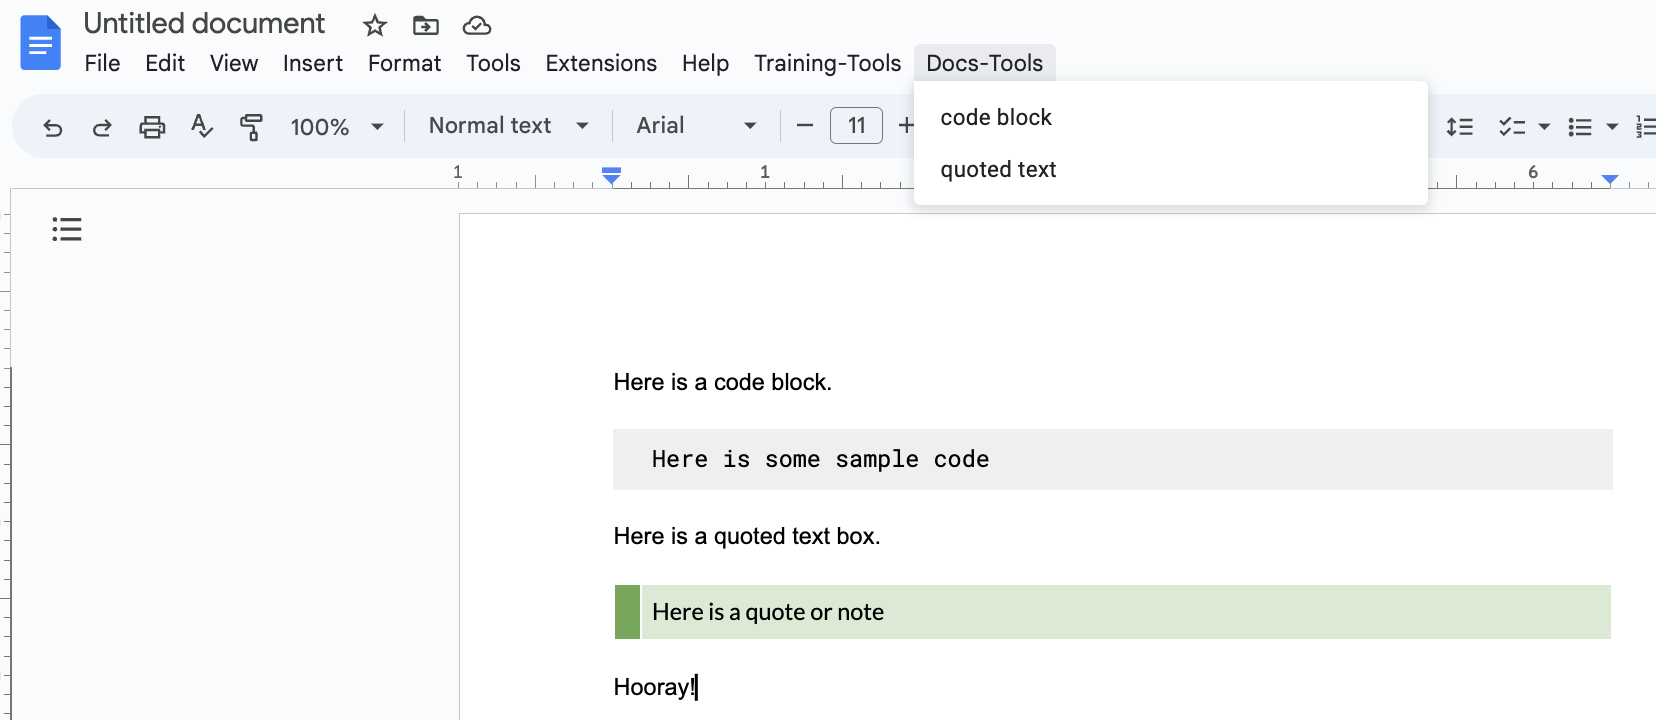 Untitled document
File Edit View Insert Format Tools Extensions Help Training-Tools Docs-Tools
100% Normal text Arial 11
code block
quoted text
1 1 6
Here is a code block.
Here is some sample code
Here is a quoted text box.
Here is a quote or note
Hooray!